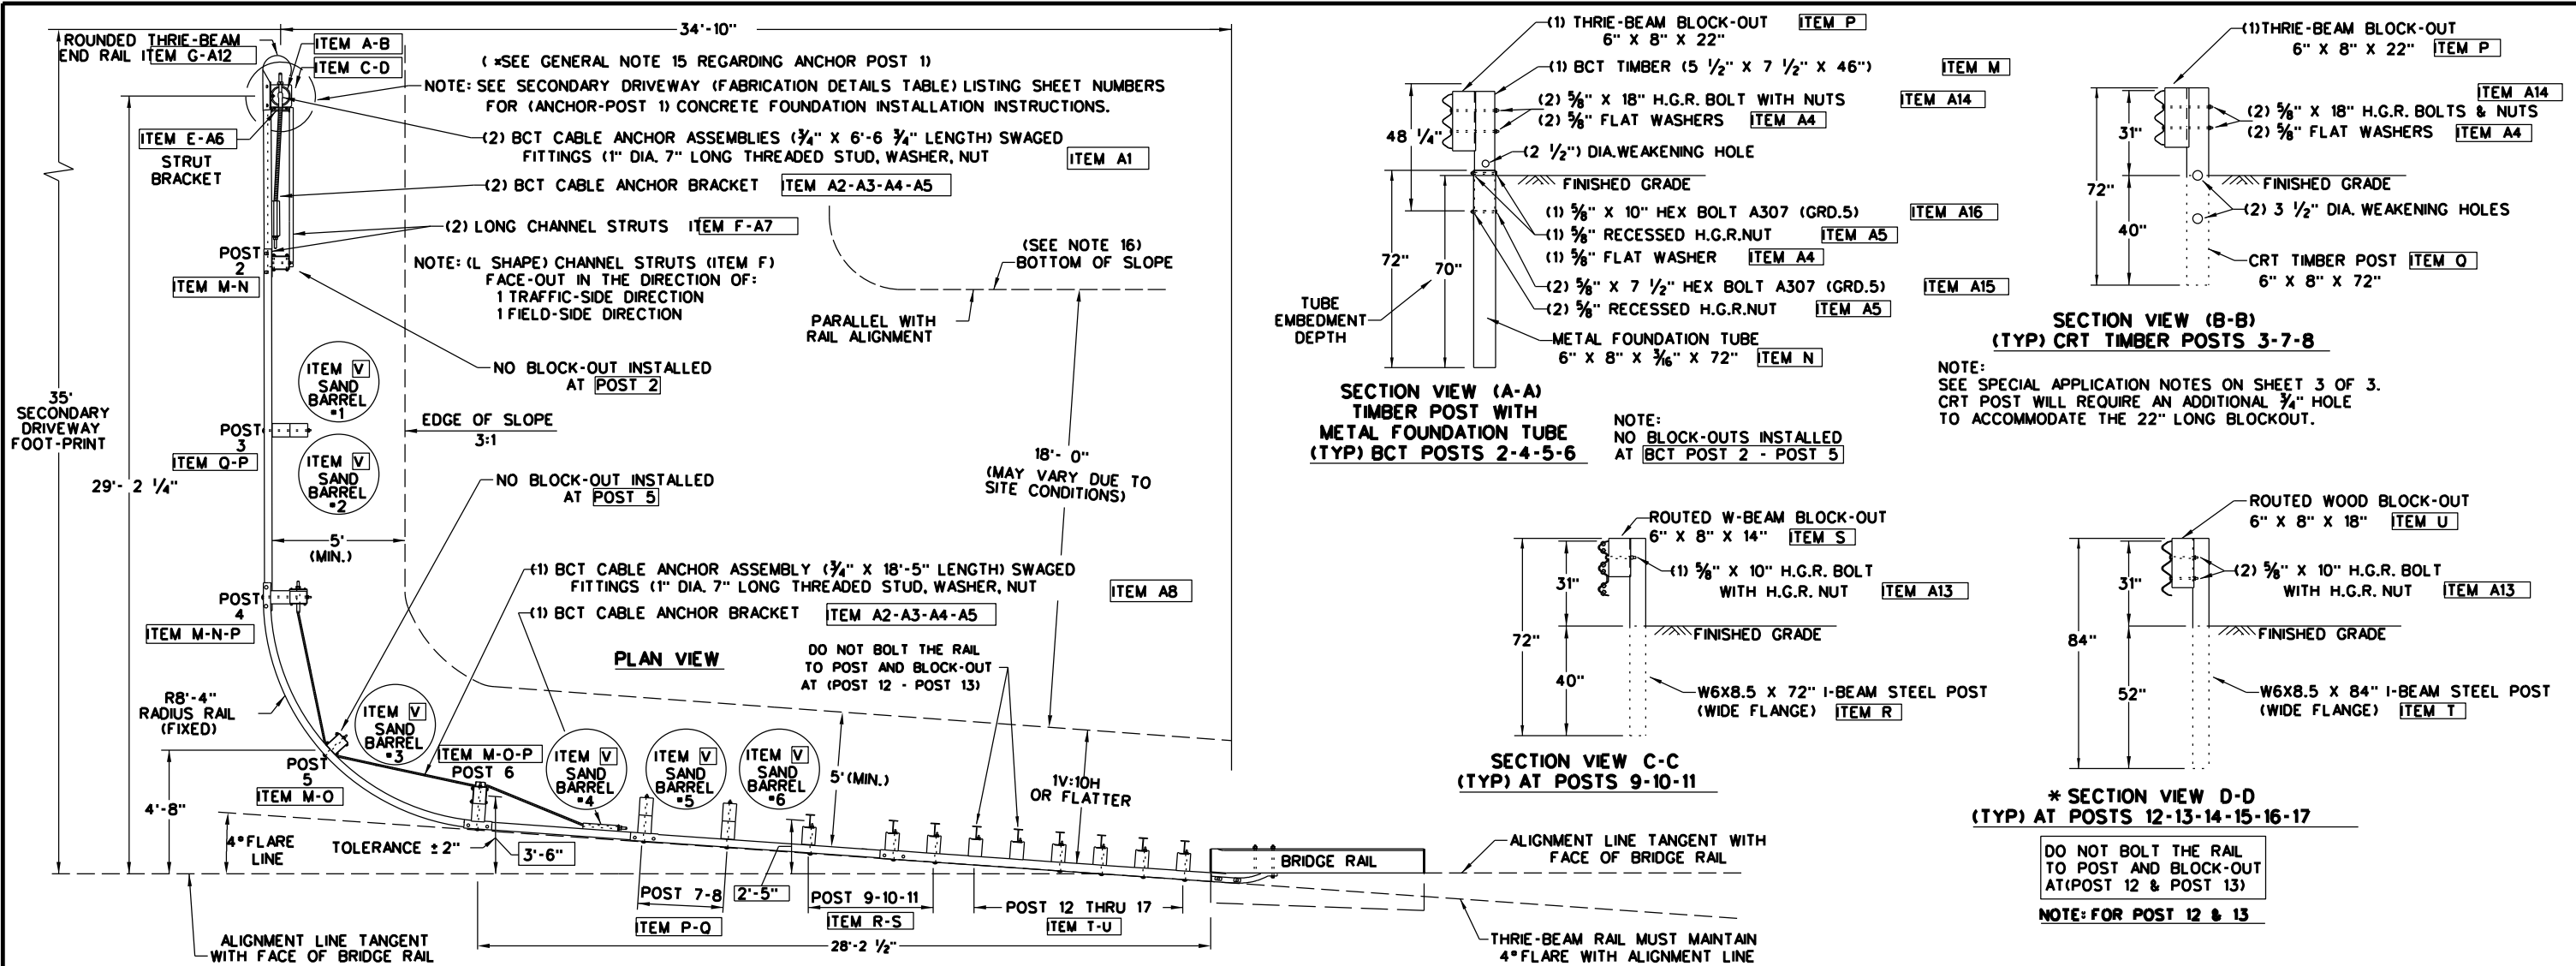 34'-10"
ROUNDED THRIE-BEAM
END RAIL ITEM G-A12
ITEM A-B
ITEM C-D
( *SEE GENERAL NOTE 15 REGARDING ANCHOR POST 1)
NOTE: SEE SECONDARY DRIVEWAY (FABRICATION DETAILS TABLE) LISTING SHEET NUMBERS
FOR (ANCHOR-POST 1) CONCRETE FOUNDATION INSTALLATION INSTRUCTIONS.
ITEM E-A6
STRUT
BRACKET
(2) BCT CABLE ANCHOR ASSEMBLIES (3/4" X 6'-6 3/4" LENGTH) SWAGED
FITTINGS (1" DIA. 7" LONG THREADED STUD, WASHER, NUT
ITEM A1
(2) BCT CABLE ANCHOR BRACKET
ITEM A2-A3-A4-A5
(2) LONG CHANNEL STRUTS ITEM F-A7
POST
2
ITEM M-N
NOTE: (L SHAPE) CHANNEL STRUTS (ITEM F)
FACE-OUT IN THE DIRECTION OF:
1 TRAFFIC-SIDE DIRECTION
1 FIELD-SIDE DIRECTION
(SEE NOTE 16)
BOTTOM OF SLOPE
PARALLEL WITH
RAIL ALIGNMENT
ITEM V
SAND
BARREL
#1
NO BLOCK-OUT INSTALLED
AT POST 2
35'
SECONDARY
DRIVEWAY
FOOT-PRINT
POST
3
ITEM Q-P
EDGE OF SLOPE
3:1
ITEM V
SAND
BARREL
#2
29'- 2 1/4"
NO BLOCK-OUT INSTALLED
AT POST 5
18'- 0"
(MAY VARY DUE TO
SITE CONDITIONS)
5'
(MIN.)
(1) BCT CABLE ANCHOR ASSEMBLY (3/4" X 18'-5" LENGTH) SWAGED
FITTINGS (1" DIA. 7" LONG THREADED STUD, WASHER, NUT
ITEM A8
POST
4
ITEM M-N-P
(1) BCT CABLE ANCHOR BRACKET
ITEM A2-A3-A4-A5
PLAN VIEW
DO NOT BOLT THE RAIL
TO POST AND BLOCK-OUT
AT (POST 12 - POST 13)
R8'-4"
RADIUS RAIL
(FIXED)
ITEM V
SAND
BARREL
#3
ITEM M-O-P
POST 6
ITEM V
SAND
BARREL
#4
ITEM V
SAND
BARREL
#5
ITEM V
SAND
BARREL
#6
5' (MIN.)
1V:10H
OR FLATTER
POST
5
ITEM M-O
4'-8"
4° FLARE
LINE
TOLERANCE ± 2"
3'-6"
POST 7-8
ITEM P-Q
2'-5"
POST 9-10-11
ITEM R-S
POST 12 THRU 17
ITEM T-U
BRIDGE RAIL
28'-2 1/2"
ALIGNMENT LINE TANGENT
WITH FACE OF BRIDGE RAIL
ALIGNMENT LINE TANGENT WITH
FACE OF BRIDGE RAIL
THRIE-BEAM RAIL MUST MAINTAIN
4° FLARE WITH ALIGNMENT LINE
(1) THRIE-BEAM BLOCK-OUT ITEM P
6" X 8" X 22"
(1) BCT TIMBER (5 1/2" X 7 1/2" X 46") ITEM M
(2) 5/8" X 18" H.G.R. BOLT WITH NUTS ITEM A14
(2) 5/8" FLAT WASHERS ITEM A4
48 1/4"
(2 1/2") DIA. WEAKENING HOLE
FINISHED GRADE
(1) 5/8" X 10" HEX BOLT A307 (GRD.5) ITEM A16
(1) 5/8" RECESSED H.G.R. NUT ITEM A5
(1) 5/8" FLAT WASHER ITEM A4
72"
70"
(2) 5/8" X 7 1/2" HEX BOLT A307 (GRD.5) ITEM A15
(2) 5/8" RECESSED H.G.R. NUT ITEM A5
TUBE
EMBEDMENT
DEPTH
METAL FOUNDATION TUBE
6" X 8" X 3/16" X 72" ITEM N
SECTION VIEW (A-A)
TIMBER POST WITH
METAL FOUNDATION TUBE
(TYP) BCT POSTS 2-4-5-6
NOTE:
NO BLOCK-OUTS INSTALLED
AT BCT POST 2 - POST 5
(1) THRIE-BEAM BLOCK-OUT
6" X 8" X 22" ITEM P
ITEM A14
(2) 5/8" X 18" H.G.R. BOLTS & NUTS
(2) 5/8" FLAT WASHERS ITEM A4
31"
72"
FINISHED GRADE
(2) 3 1/2" DIA. WEAKENING HOLES
40"
CRT TIMBER POST ITEM Q
6" X 8" X 72"
SECTION VIEW (B-B)
(TYP) CRT TIMBER POSTS 3-7-8
NOTE:
SEE SPECIAL APPLICATION NOTES ON SHEET 3 OF 3.
CRT POST WILL REQUIRE AN ADDITIONAL 3/4" HOLE
TO ACCOMMODATE THE 22" LONG BLOCKOUT.
ROUTED W-BEAM BLOCK-OUT
6" X 8" X 14" ITEM S
31"
(1) 5/8" X 10" H.G.R. BOLT
WITH H.G.R. NUT ITEM A13
72"
FINISHED GRADE
40"
W6X8.5 X 72" I-BEAM STEEL POST
(WIDE FLANGE) ITEM R
SECTION VIEW C-C
(TYP) AT POSTS 9-10-11
ROUTED WOOD BLOCK-OUT
6" X 8" X 18" ITEM U
31"
(2) 5/8" X 10" H.G.R. BOLT
WITH H.G.R. NUT ITEM A13
84"
FINISHED GRADE
52"
W6X8.5 X 84" I-BEAM STEEL POST
(WIDE FLANGE) ITEM T
* SECTION VIEW D-D
(TYP) AT POSTS 12-13-14-15-16-17
DO NOT BOLT THE RAIL
TO POST AND BLOCK-OUT
AT(POST 12 & POST 13)
NOTE: FOR POST 12 & 13